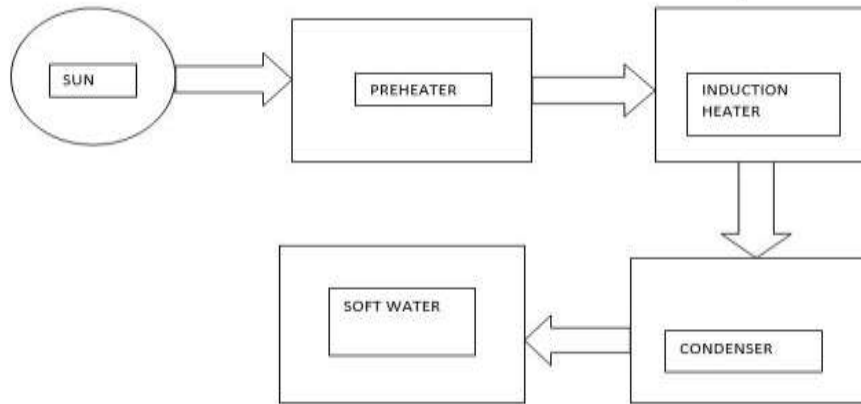 SUN
PREHEATER
INDUCTION
HEATER
SOFT WATER
CONDENSER